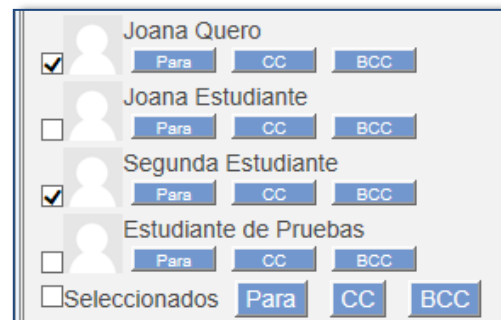 Joana Quero
Para CC BCC
Joana Estudiante
Para CC BCC
Segunda Estudiante
Para CC BCC
Estudiante de Pruebas
Para CC BCC
Seleccionados Para CC BCC